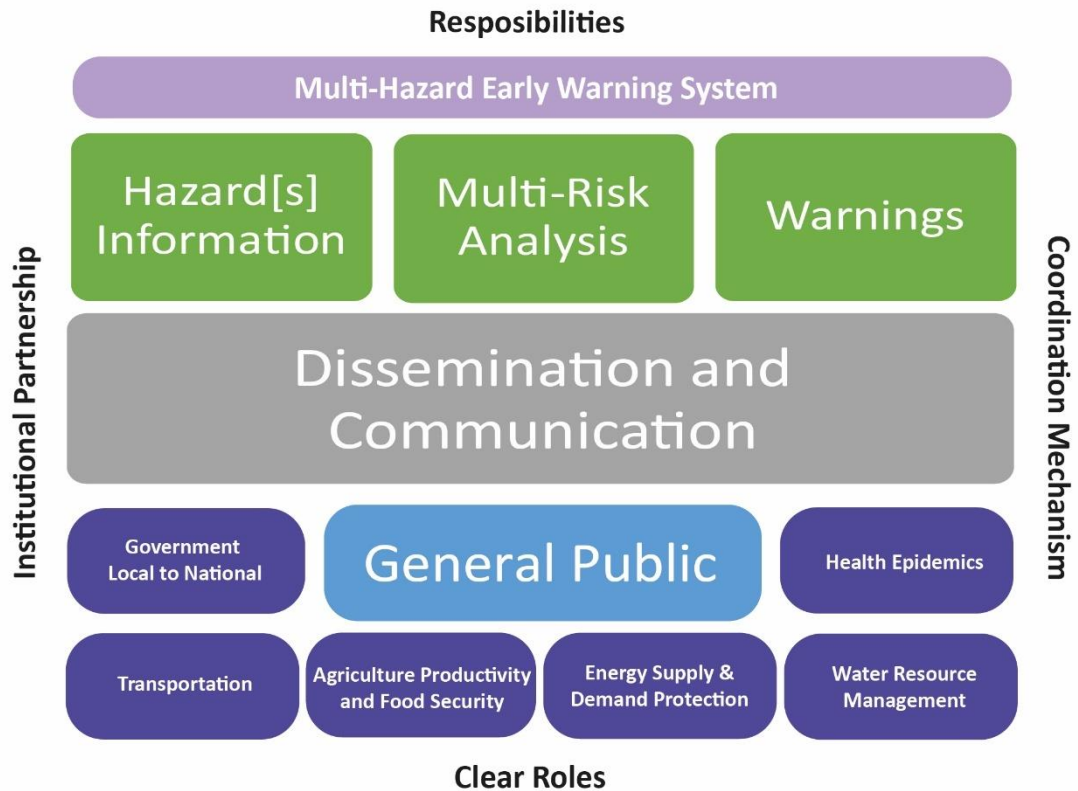 Resposibilities
Multi-Hazard Early Warning System
Hazard[s]
Information
Multi-Risk
Analysis
Warnings
Institutional Partnership
Coordination Mechanism
Dissemination and
Communication
Government
Local to National
General Public
Health Epidemics
Transportation
Agriculture Productivity
and Food Security
Energy Supply &
Demand Protection
Water Resource
Management
Clear Roles